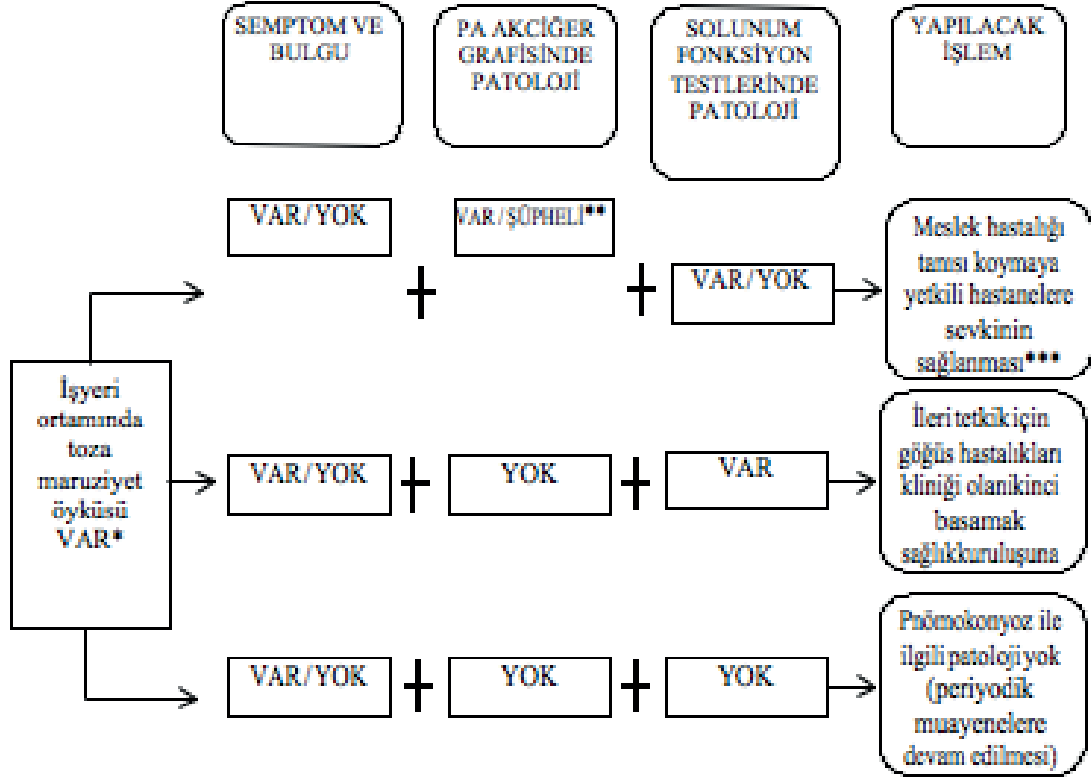 SEMPTOM VE
BULGU
PA AKCİĞER
GRAFİSİNDE
PATOLOJİ
SOLUNUM
FONKSİYON
TESTLERİNDE
PATOLOJİ
YAPILACAK
İŞLEM
İşyeri
ortamında
toza
maruziyet
öyküsü
VAR*
VAR/YOK
+
VAR/ŞÜPHELİ**
+
VAR/YOK
Meslek hastalığı
tanısı koymaya
yetkili hastanelere
sevkinin
sağlanması***
VAR/YOK
+
YOK
+
VAR
İleri tetkik için
göğüs hastalıkları
kliniği olanikinci
basamak
sağlıkkuruluşuna
VAR/YOK
+
YOK
+
YOK
Pnömokonyoz ile
ilgili patoloji yok
(periyodik
muayenelere
devam edilmesi)